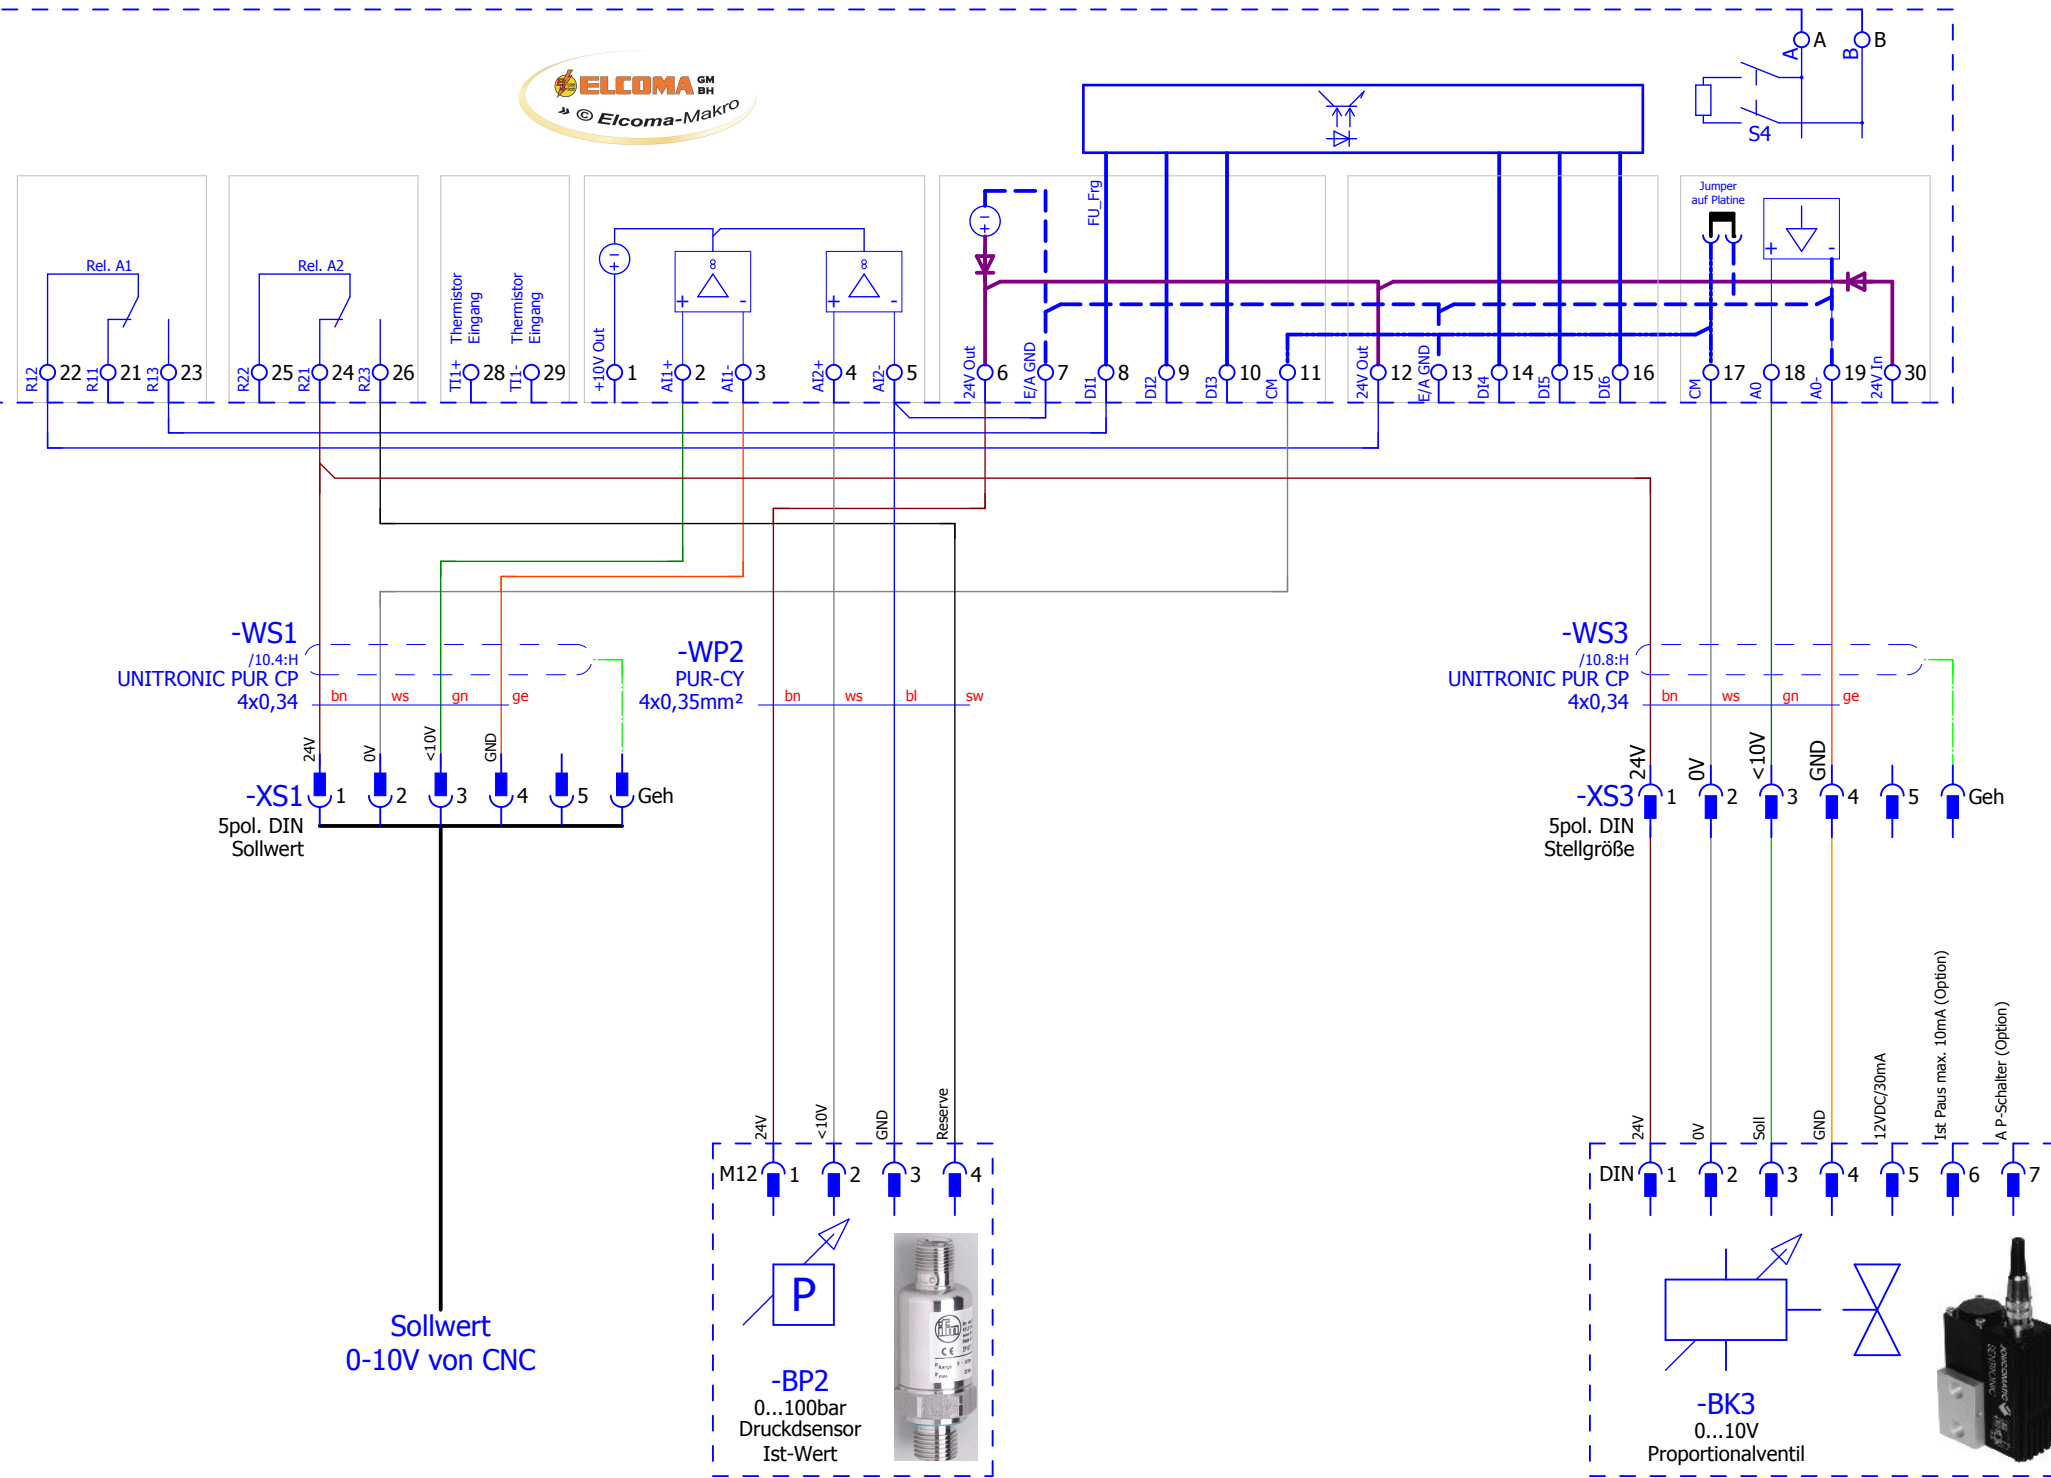 A
A
B
B
S4
ELCOMA GM BH
» © Elcoma-Makro
FU_Frg
Jumper
auf Platine
Rel. A1
Rel. A2
Thermistor
Eingang
Thermistor
Eingang
+10V Out
8
+ -
8
+ -
+ -
R12 22
R11 21
R13 23
R22 25
R21 24
R23 26
TI1+ 28
TI1- 29
1
AI1+ 2
AI1- 3
AI2+ 4
AI2- 5
24V Out 6
E/A GND 7
DI1 8
DI2 9
DI3 10
CM 11
24V Out 12
E/A GND 13
DI4 14
DI5 15
DI6 16
CM 17
A0 18
A0- 19
24V In 30
-WS1
/10.4:H
UNITRONIC PUR CP
4x0,34
bn ws gn ge
-WP2
PUR-CY
4x0,35mm²
bn ws bl sw
-WS3
/10.8:H
UNITRONIC PUR CP
4x0,34
bn ws gn ge
24V 0V <10V GND
-XS1 1 2 3 4 5 Geh
5pol. DIN
Sollwert
24V 0V <10V GND
-XS3 1 2 3 4 5 Geh
5pol. DIN
Stellgröße
Sollwert
0-10V von CNC
24V <10V GND Reserve
M12 1 2 3 4
P
-BP2
0...100bar
Druckdsensor
Ist-Wert
ifm
24V 0V Soll GND 12VDC/30mA Ist Paus max. 10mA (Option) A P-Schalter (Option)
DIN 1 2 3 4 5 6 7
-BK3
0...10V
Proportionalventil
JOUCOMATIC
SENTRONIC